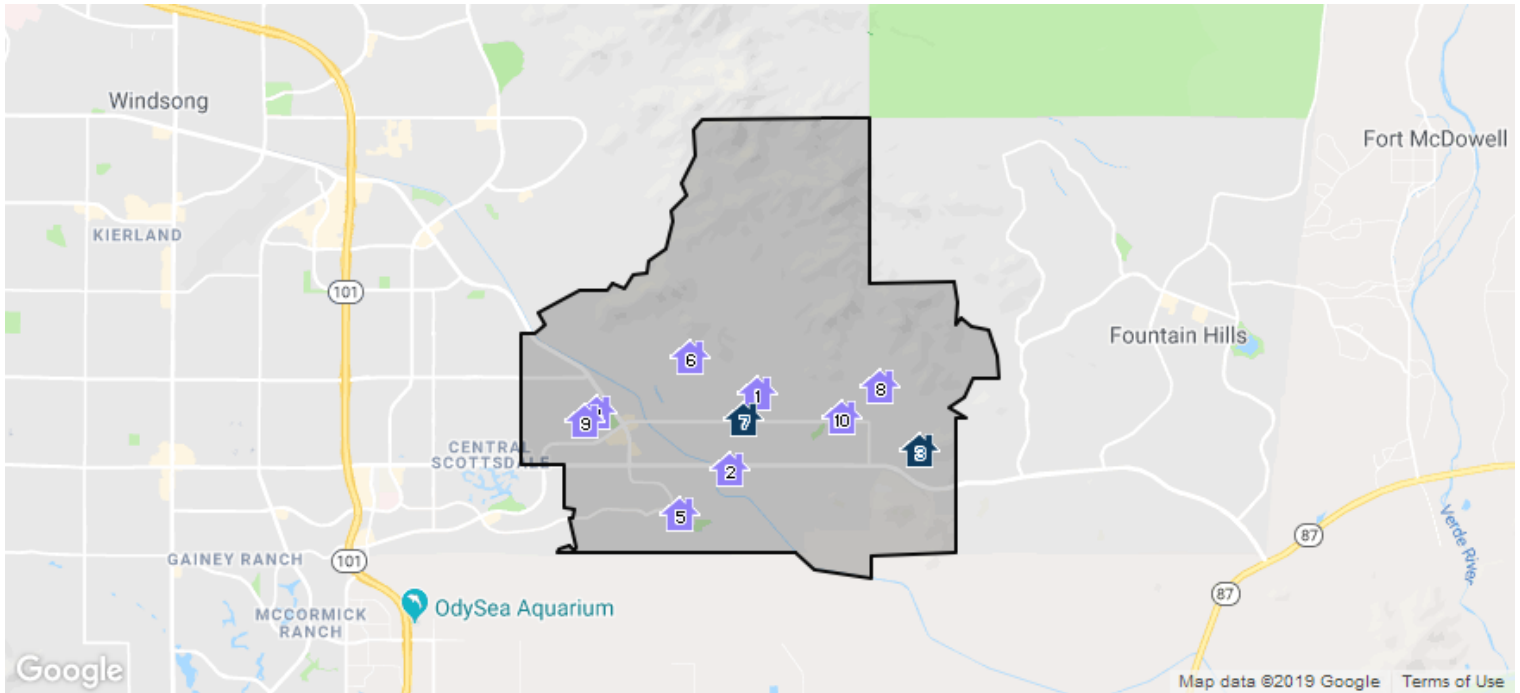 Windsong
Fort McDowell
KIERLAND
101
Fountain Hills
6
8
1
9
7
10
CENTRAL
SCOTTSDALE
3
2
5
Verde River
87
GAINEY RANCH
101
87
MCCORMICK
RANCH
OdySea Aquarium
Google
Map data ©2019 Google
Terms of Use